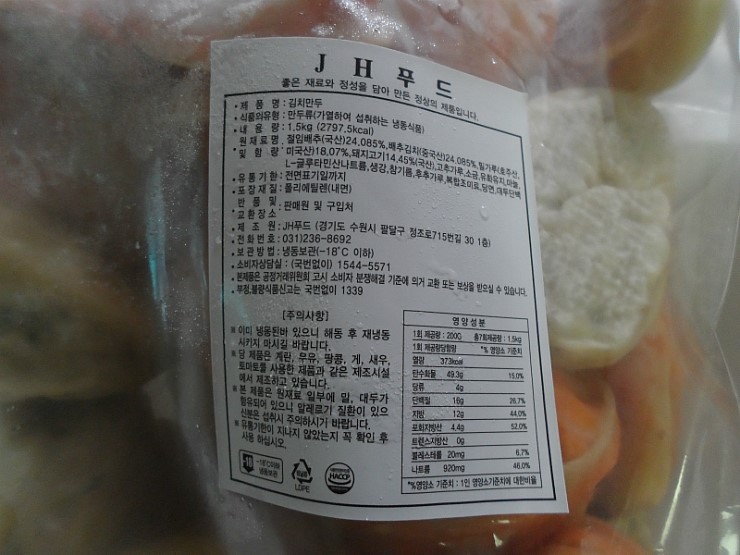 JH푸드
좋은 재료와 정성을 담아 만든 정상의 제품입니다.
• 제 품 명 : 김치만두
• 식품의유형 : 만두류(가열하여 섭취하는 냉동식품)
• 내 용 량 : 1.5kg (2797.5kcal)
원 재 료 명 : 절임배추(국산)24.085%,배추김치(중국산)24.085%,밀가루(호주산,
및 함 량 : 미국산)18.07%,돼지고기14.45%(국산),고추가루,소금,유화유지,마늘,
L-글루타민산나트륨,생강,참기름,후추가루,복합조미료,당면,대두단백
• 유 통 기 한 : 전면표기일까지
• 포 장 재 질 : 폴리에틸렌(내면)
반 품 및
• 교 환 장 소 : 판매원 및 구입처
• 제 조 원 : JH푸드 (경기도 수원시 팔달구 정조로715번길 30 1층)
• 전 화 번 호 : 031)236-8692
• 보 관 방 법 : 냉동보관(-18°C 이하)
• 소비자상담실 : (국번없이) 1544-5571
• 본제품은 공정거래위원회 고시 소비자 분쟁해결 기준에 의거 교환 또는 보상을 받으실 수 있습니다.
• 부정,불량식품신고는 국번없이 1339
[주의사항]
※ 이미 냉동된바 있으니 해동 후 재냉동
시키지 마시길 바랍니다.
※ 당 제품은 계란, 우유, 땅콩, 게, 새우,
토마토를 사용한 제품과 같은 제조시설
에서 제조하고 있습니다.
※ 본 제품은 원재료 일부에 밀, 대두가
함유되어 있으니 알레르기 질환이 있으
신분은 섭취시 주의하시기 바랍니다.
※ 유통기한이 지나지 않았는지 꼭 확인 후
사용 하십시오.
-18°C이하
냉동보관
LDPE
HACCP
영 양 성 분
1회 제공량 : 200G 총7회제공량 : 1.5kg
1회 제공량당함량 *% 영양소 기준치
열량 373kcal
탄수화물 49.3g 15.0%
당류 4g
단백질 16g 26.7%
지방 12g 44.0%
포화지방산 4.4g 52.0%
트랜스지방산 0g
콜레스테롤 20mg 6.7%
나트륨 920mg 46.0%
*%영양소 기준치 : 1인 영양소기준치에 대한비율